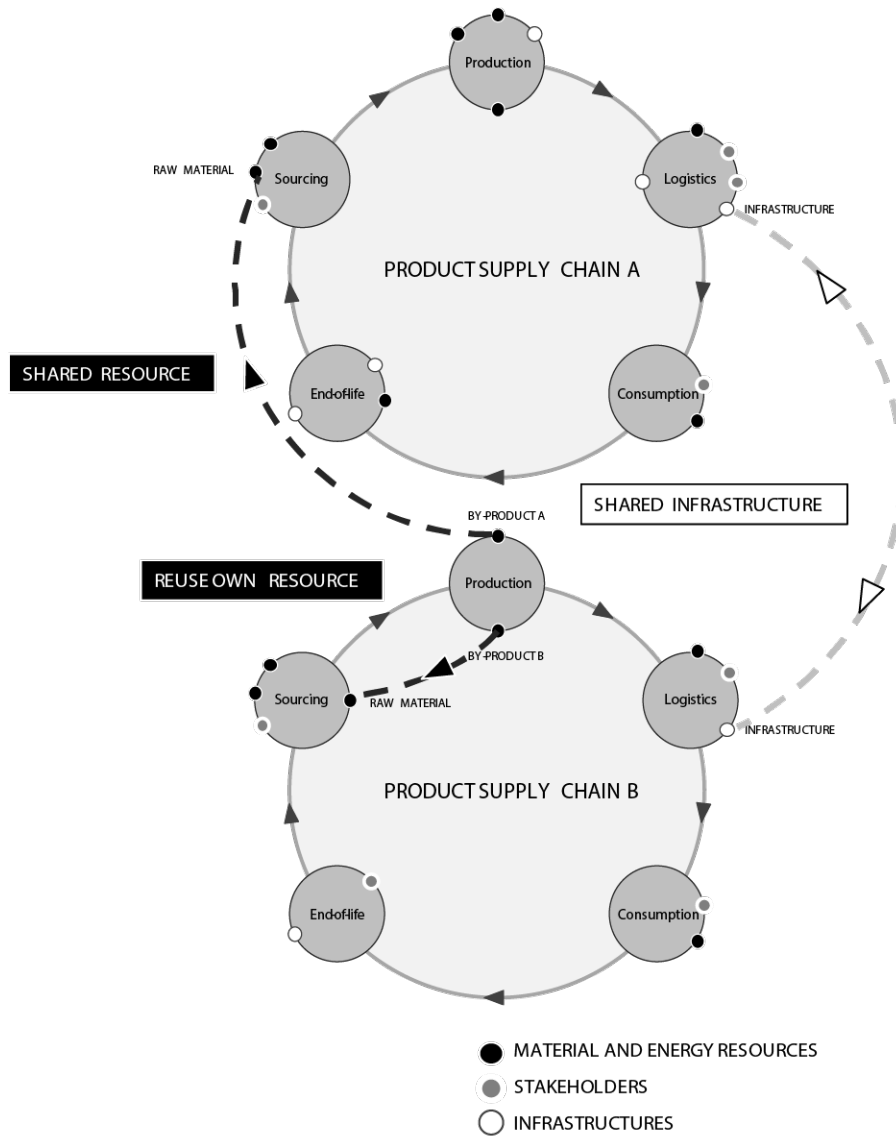 Production
RAW MATERIAL
Sourcing
Logistics
INFRASTRUCTURE
PRODUCT SUPPLY CHAIN A
SHARED RESOURCE
End-of-life
Consumption
SHARED INFRASTRUCTURE
BY-PRODUCT A
REUSE OWN RESOURCE
Production
BY-PRODUCT B
Sourcing
RAW MATERIAL
Logistics
INFRASTRUCTURE
PRODUCT SUPPLY CHAIN B
End-of-life
Consumption
MATERIAL AND ENERGY RESOURCES
STAKEHOLDERS
INFRASTRUCTURES